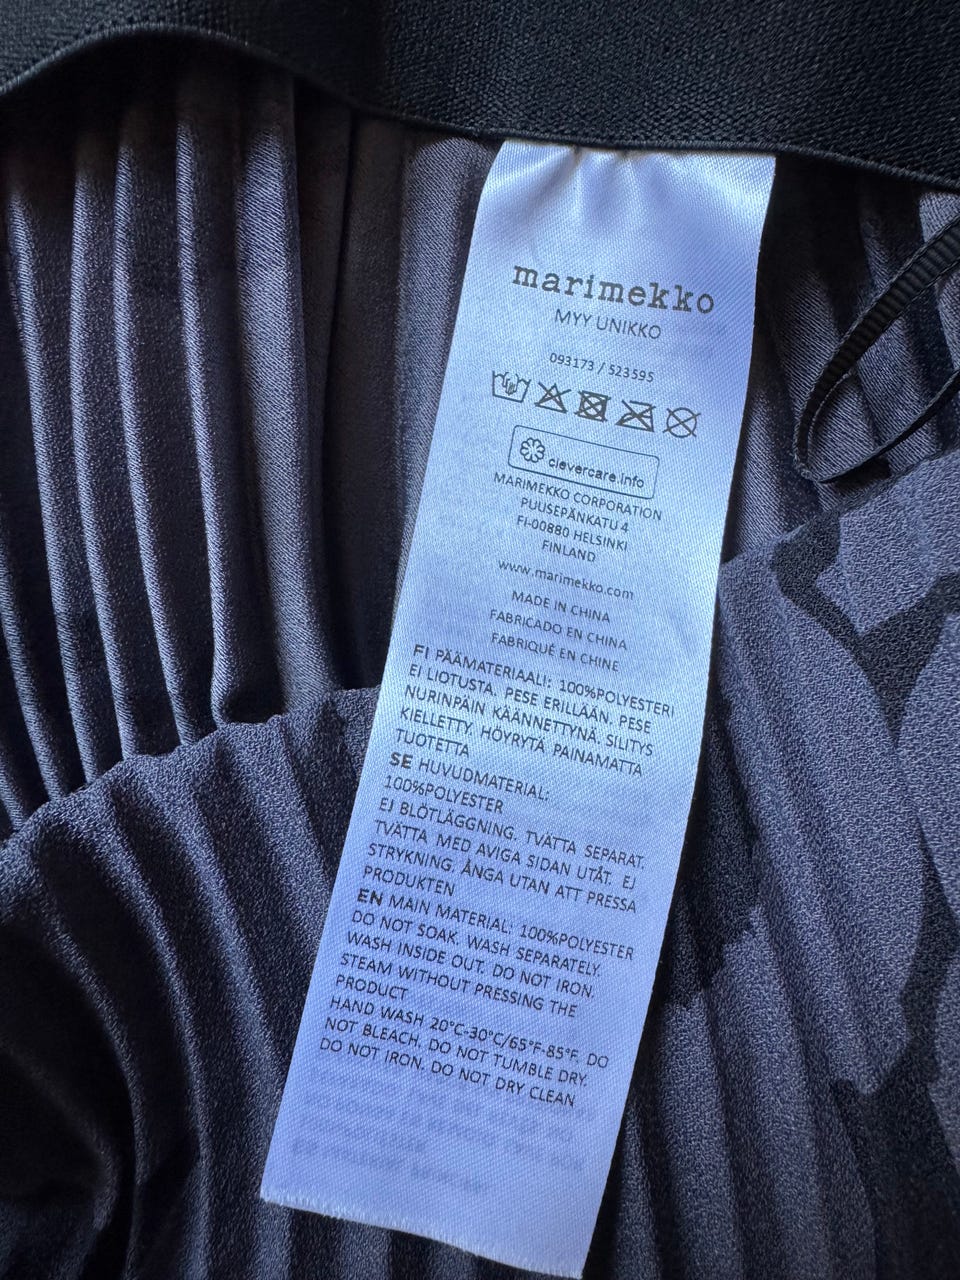 marimekko
MYY UNIKKO
093173 / 523595
clevercare.info
MARIMEKKO CORPORATION
PUUSEPÄNKATU 4
FI-00880 HELSINKI
FINLAND
www.marimekko.com
MADE IN CHINA
FABRICADO EN CHINA
FABRIQUÉ EN CHINE
FI PÄÄMATERIAALI: 100%POLYESTERI
EI LIOTUSTA. PESE ERILLÄÄN. PESE
NURINPÄIN KÄÄNNETTYNÄ. SILITYS
KIELLETTY. HÖYRYTÄ PAINAMATTA
TUOTETTA
SE HUVUDMATERIAL:
100%POLYESTER
EJ BLÖTLÄGGNING. TVÄTTA SEPARAT.
TVÄTTA MED AVIGA SIDAN UTÅT. EJ
STRYKNING. ÅNGA UTAN ATT PRESSA
PRODUKTEN
EN MAIN MATERIAL: 100%POLYESTER
DO NOT SOAK. WASH SEPARATELY.
WASH INSIDE OUT. DO NOT IRON.
STEAM WITHOUT PRESSING THE
PRODUCT
HAND WASH 20°C-30°C/65°F-85°F. DO
NOT BLEACH. DO NOT TUMBLE DRY.
DO NOT IRON. DO NOT DRY CLEAN